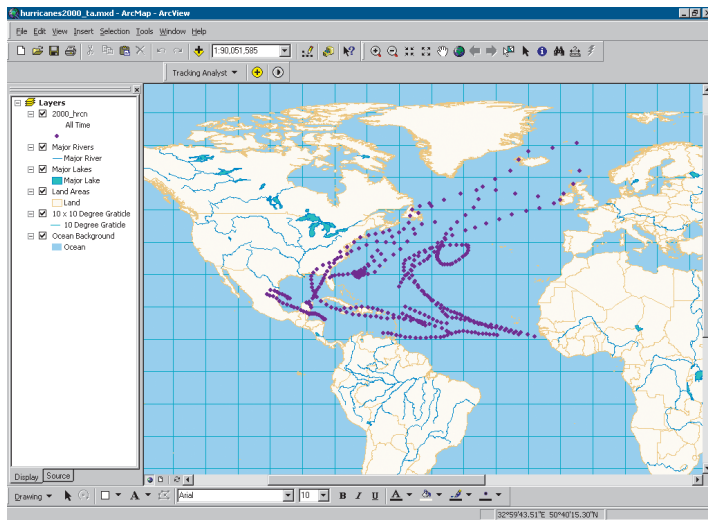 hurricanes2000_ta.mxd - ArcMap - ArcView
File Edit View Insert Selection Tools Window Help
1:90,051,585
Tracking Analyst
Layers
2000_hrcn
All Time
Major Rivers
Major River
Major Lakes
Major Lake
Land Areas
Land
10 x 10 Degree Graticle
10 Degree Graticle
Ocean Background
Ocean
Display Source
Drawing A Arial 10 B I U A
32°59'43.51"E 50°40'15.30"N